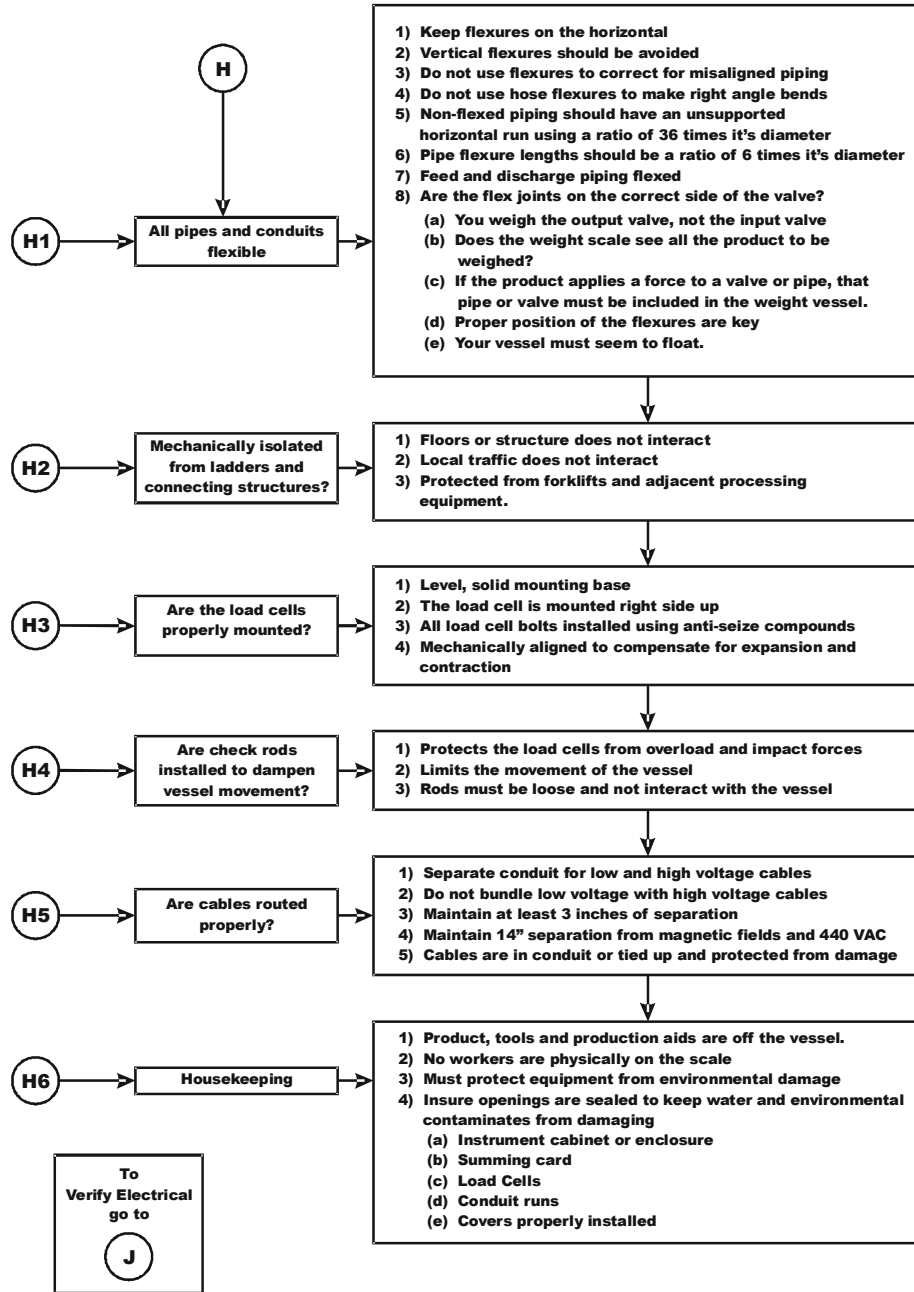 H
H1
All pipes and conduits
flexible
1) Keep flexures on the horizontal
2) Vertical flexures should be avoided
3) Do not use flexures to correct for misaligned piping
4) Do not use hose flexures to make right angle bends
5) Non-flexed piping should have an unsupported
horizontal run using a ratio of 36 times it's diameter
6) Pipe flexure lengths should be a ratio of 6 times it's diameter
7) Feed and discharge piping flexed
8) Are the flex joints on the correct side of the valve?
(a) You weigh the output valve, not the input valve
(b) Does the weight scale see all the product to be
weighed?
(c) If the product applies a force to a valve or pipe, that
pipe or valve must be included in the weight vessel.
(d) Proper position of the flexures are key
(e) Your vessel must seem to float.
H2
Mechanically isolated
from ladders and
connecting structures?
1) Floors or structure does not interact
2) Local traffic does not interact
3) Protected from forklifts and adjacent processing
equipment.
H3
Are the load cells
properly mounted?
1) Level, solid mounting base
2) The load cell is mounted right side up
3) All load cell bolts installed using anti-seize compounds
4) Mechanically aligned to compensate for expansion and
contraction
H4
Are check rods
installed to dampen
vessel movement?
1) Protects the load cells from overload and impact forces
2) Limits the movement of the vessel
3) Rods must be loose and not interact with the vessel
H5
Are cables routed
properly?
1) Separate conduit for low and high voltage cables
2) Do not bundle low voltage with high voltage cables
3) Maintain at least 3 inches of separation
4) Maintain 14” separation from magnetic fields and 440 VAC
5) Cables are in conduit or tied up and protected from damage
H6
Housekeeping
1) Product, tools and production aids are off the vessel.
2) No workers are physically on the scale
3) Must protect equipment from environmental damage
4) Insure openings are sealed to keep water and environmental
contaminates from damaging
(a) Instrument cabinet or enclosure
(b) Summing card
(c) Load Cells
(d) Conduit runs
(e) Covers properly installed
To
Verify Electrical
go to
J